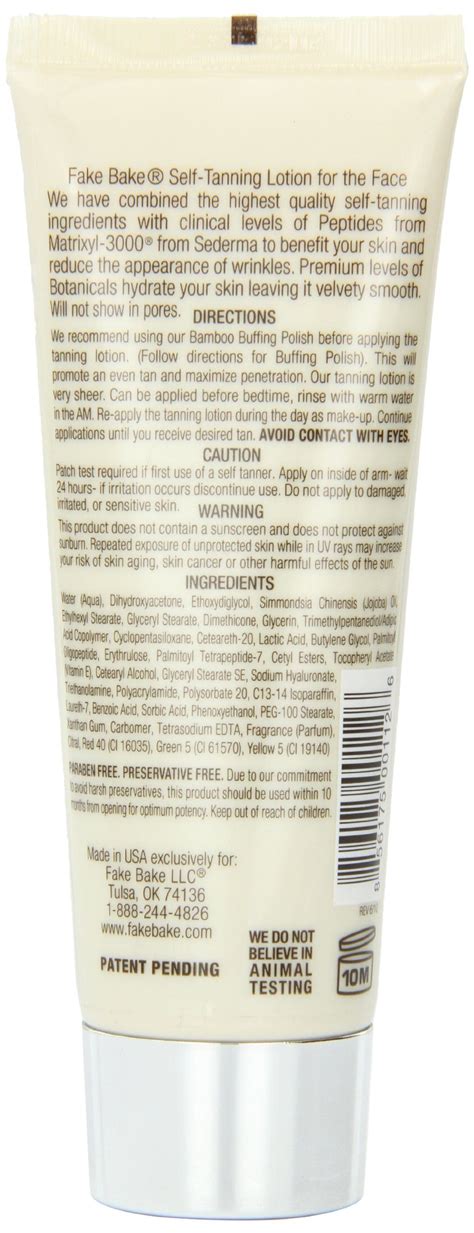 Fake Bake® Self-Tanning Lotion for the Face
We have combined the highest quality self-tanning
ingredients with clinical levels of Peptides from
Matrixyl-3000® from Sederma to benefit your skin and
reduce the appearance of wrinkles. Premium levels of
Botanicals hydrate your skin leaving it velvety smooth.
Will not show in pores.
DIRECTIONS
We recommend using our Bamboo Buffing Polish before applying the
tanning lotion. (Follow directions for Buffing Polish). This will
promote an even tan and maximize penetration. Our tanning lotion is
very sheer. Can be applied before bedtime, rinse with warm water
in the AM. Re-apply the tanning lotion during the day as make-up. Continue
applications until you receive desired tan. AVOID CONTACT WITH EYES.
CAUTION
Patch test required if first use of a self tanner. Apply on inside of arm- wait
24 hours- if irritation occurs discontinue use. Do not apply to damaged,
irritated, or sensitive skin.
WARNING
This product does not contain a sunscreen and does not protect against
sunburn. Repeated exposure of unprotected skin while in UV rays may increase
your risk of skin aging, skin cancer or other harmful effects of the sun.
INGREDIENTS
Water (Aqua), Dihydroxyacetone, Ethoxydiglycol, Simmondsia Chinensis (Jojoba) Oil,
Ethylhexyl Stearate, Glyceryl Stearate, Dimethicone, Glycerin, Trimethylpentanediol/Adipic
Acid Copolymer, Cyclopentasiloxane, Ceteareth-20, Lactic Acid, Butylene Glycol, Palmitoyl
Oligopeptide, Erythrulose, Palmitoyl Tetrapeptide-7, Cetyl Esters, Tocopheryl Acetate
(Vitamin E), Cetearyl Alcohol, Glyceryl Stearate SE, Sodium Hyaluronate,
Triethanolamine, Polyacrylamide, Polysorbate 20, C13-14 Isoparaffin,
Laureth-7, Benzoic Acid, Sorbic Acid, Phenoxyethanol, PEG-100 Stearate,
Xanthan Gum, Carbomer, Tetrasodium EDTA, Fragrance (Parfum),
Citral, Red 40 (CI 16035), Green 5 (CI 61570), Yellow 5 (CI 19140)
PARABEN FREE. PRESERVATIVE FREE. Due to our commitment
to avoid harsh preservatives, this product should be used within 10
months from opening for optimum potency. Keep out of reach of children.
8 56175 00112 6
Made in USA exclusively for:
Fake Bake LLC®
Tulsa, OK 74136
1-888-244-4826
www.fakebake.com
PATENT PENDING
WE DO NOT
BELIEVE IN
ANIMAL
TESTING
10M